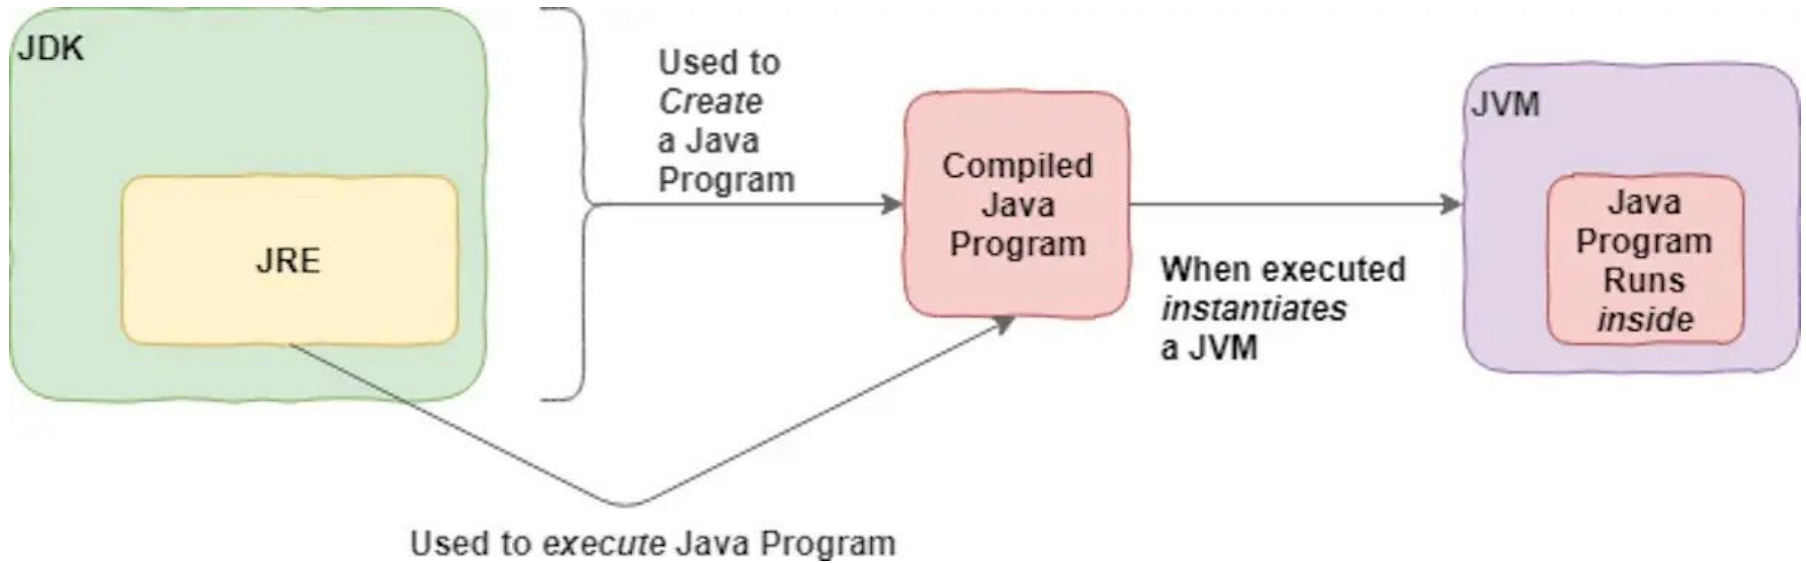 JDK
JRE
Used to
Create
a Java
Program
Compiled
Java
Program
When executed
instantiates
a JVM
JVM
Java
Program
Runs
inside
Used to execute Java Program